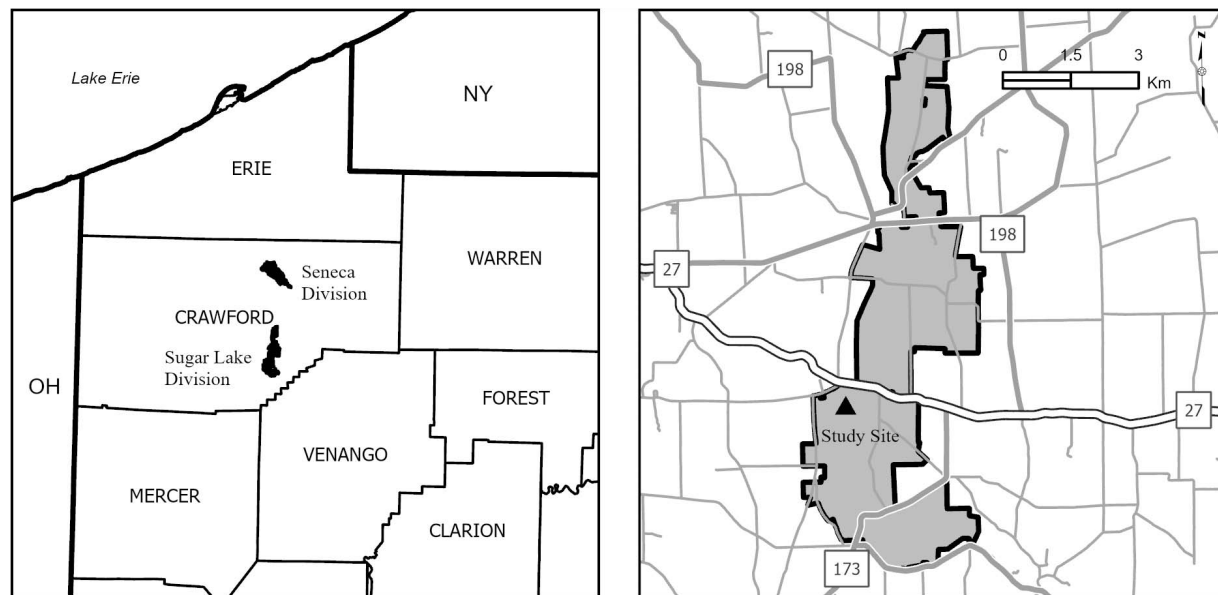 Lake Erie
NY
ERIE
WARREN
Seneca
Division
CRAWFORD
Sugar Lake
Division
OH
FOREST
VENANGO
MERCER
CLARION
198
0
1.5
3
Km
198
27
27
Study Site
173